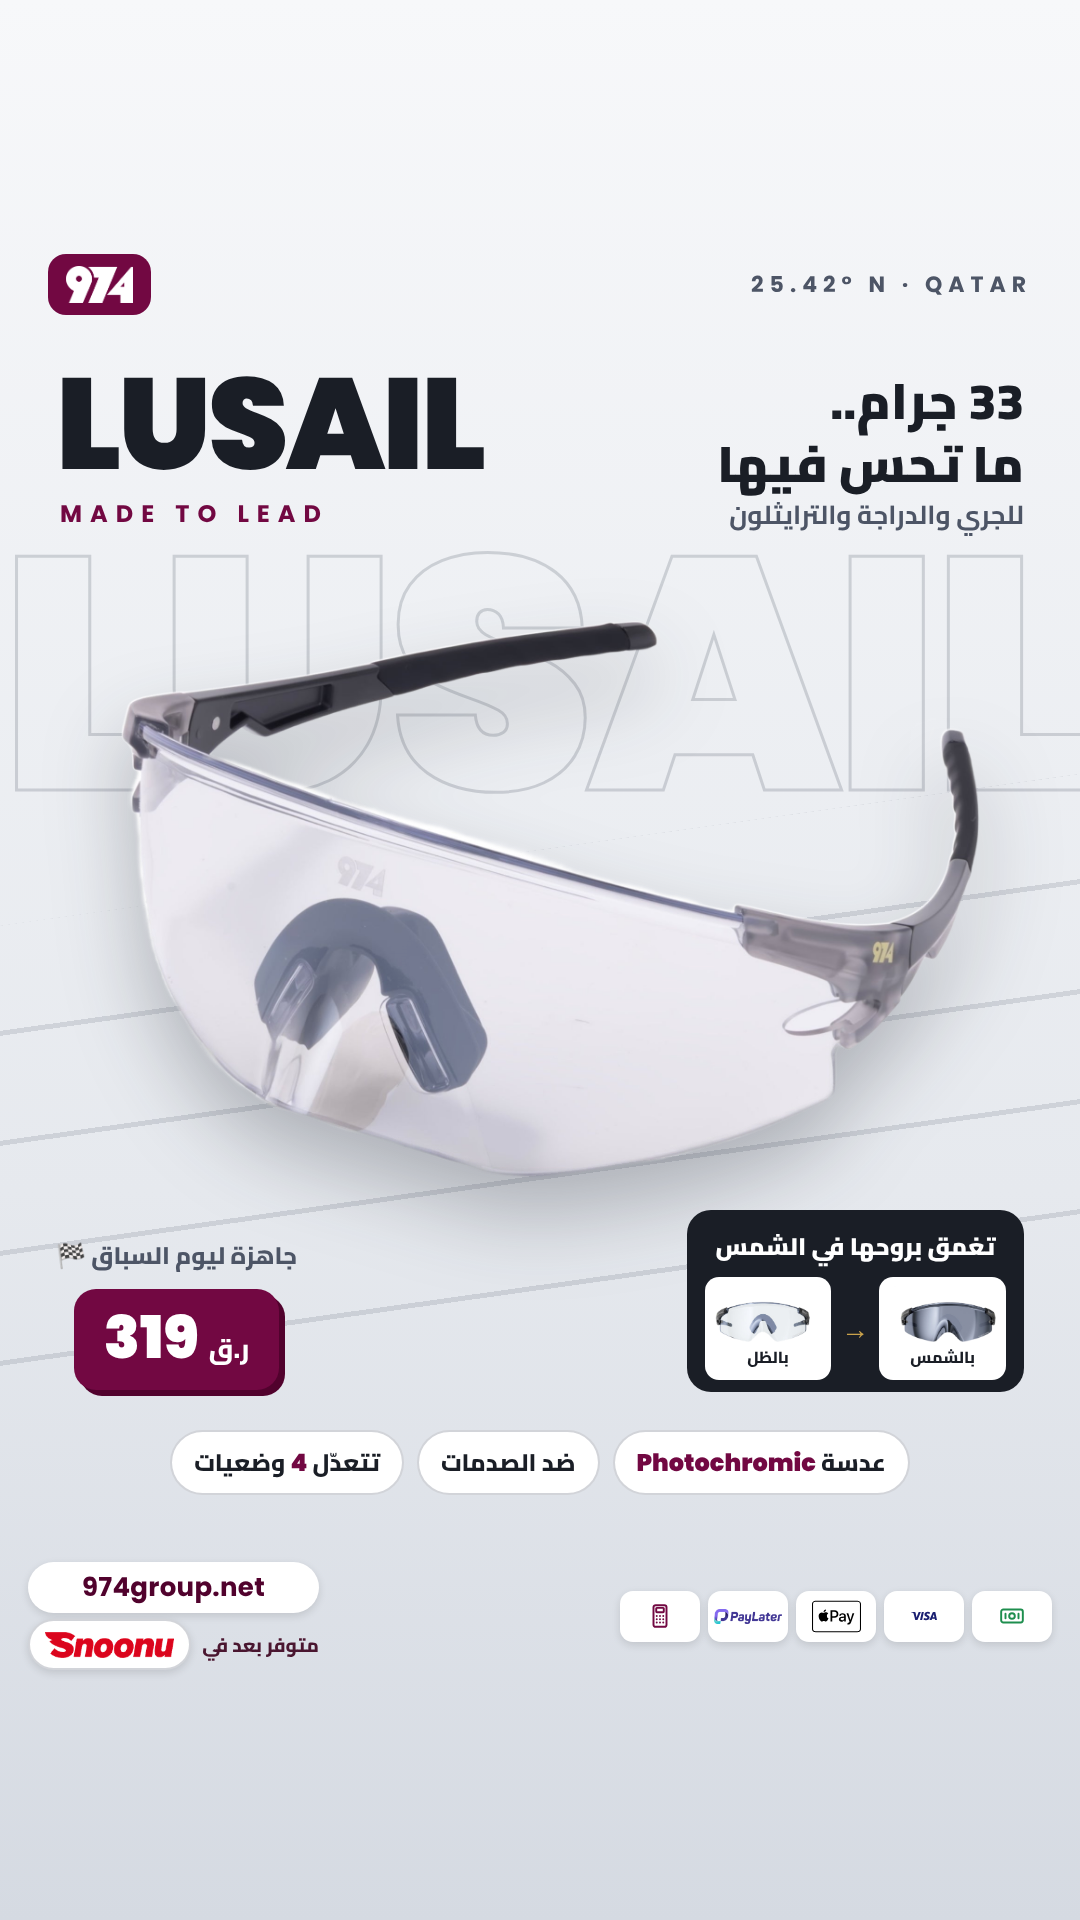 974
25.42° N · QATAR
LUSAIL
MADE TO LEAD
33 جرام..
ما تحس فيها
للجري والدراجة والترايثلون
LUSAIL
974
974
جاهزة ليوم السباق 🏁
319 ر.ق
تغمق بروحها في الشمس
بالظل → بالشمس
عدسة Photochromic
ضد الصدمات
تتعدّل 4 وضعيات
974group.net
متوفر بعد في Snoonu
PayLater
Pay
VISA